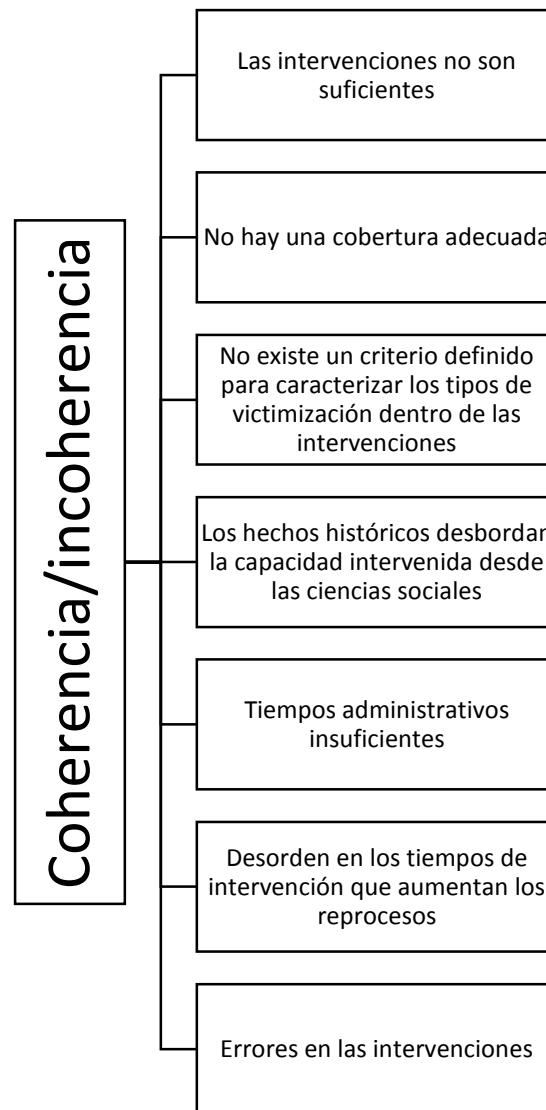 Coherencia/incoherencia
Las intervenciones no son
suficientes
No hay una cobertura adecuada
No existe un criterio definido
para caracterizar los tipos de
victimización dentro de las
intervenciones
Los hechos históricos desbordan
la capacidad intervenida desde
las ciencias sociales
Tiempos administrativos
insuficientes
Desorden en los tiempos de
intervención que aumentan los
reprocesos
Errores en las intervenciones